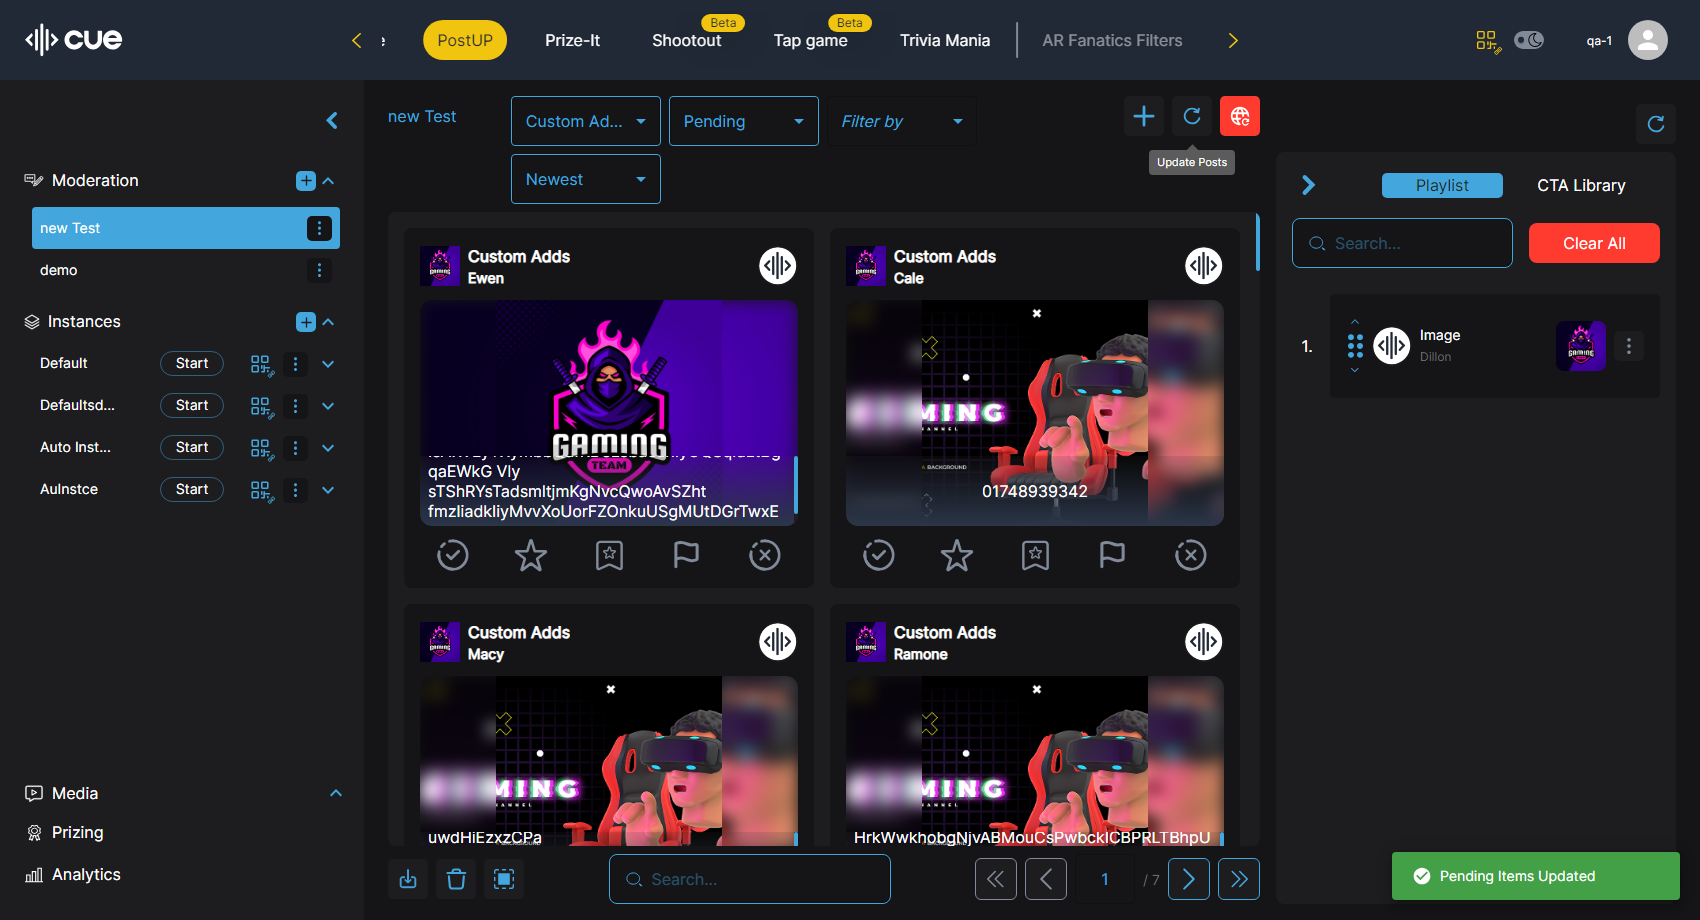 cue
PostUP
Prize-It
Beta
Shootout
Beta
Tap game
Trivia Mania
AR Fanatics Filters
qa-1
Moderation
new Test
demo
Instances
Default
Start
Defaultsd...
Start
Auto Inst...
Start
AuInstce
Start
Media
Prizing
Analytics
new Test
Custom Ad...
Pending
Filter by
Newest
Update Posts
Custom Adds
Ewen
GAMING
TEAM
qaEWkG VIy
fmzIiadkIiyMvvXoUorFZOnkuUSgMUtDGrTwxE
Custom Adds
Cale
MING
BACKGROUND
01748939342
Custom Adds
Macy
MING
uwdHiEzxzCPa
Custom Adds
Ramone
MING
HrkWwkhobgNjvABMouCsPwbckICBPRLTBhpU
Search...
1 / 7
Playlist
CTA Library
Search...
Clear All
1.
Image
Dillon
Pending Items Updated